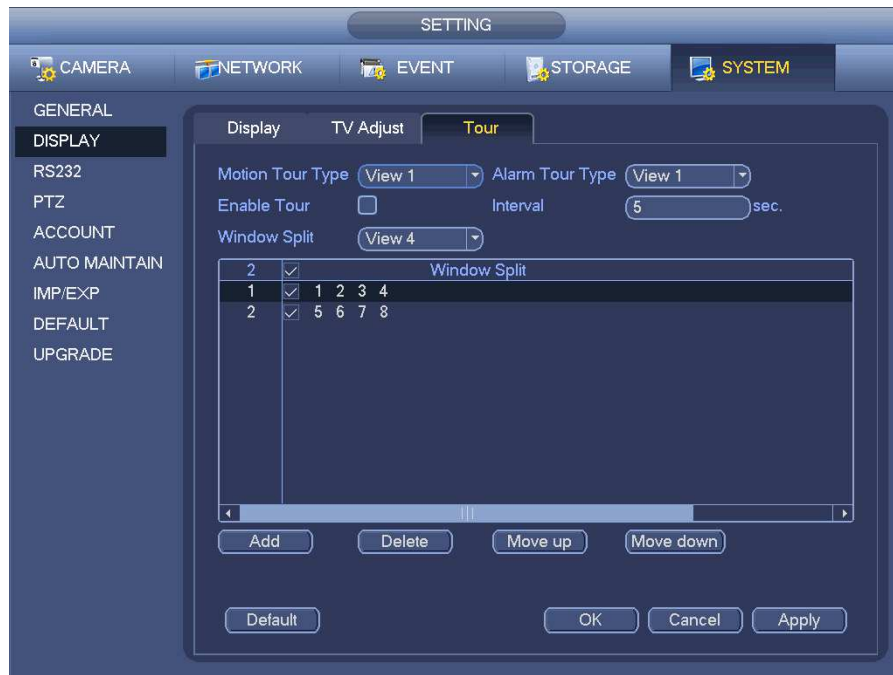 SETTING
CAMERA NETWORK EVENT STORAGE SYSTEM
GENERAL
DISPLAY
RS232
PTZ
ACCOUNT
AUTO MAINTAIN
IMP/EXP
DEFAULT
UPGRADE
Display TV Adjust Tour
Motion Tour Type View 1 Alarm Tour Type View 1
Enable Tour Interval 5 sec.
Window Split View 4
2 Window Split
1 1 2 3 4
2 5 6 7 8
Add Delete Move up Move down
Default OK Cancel Apply